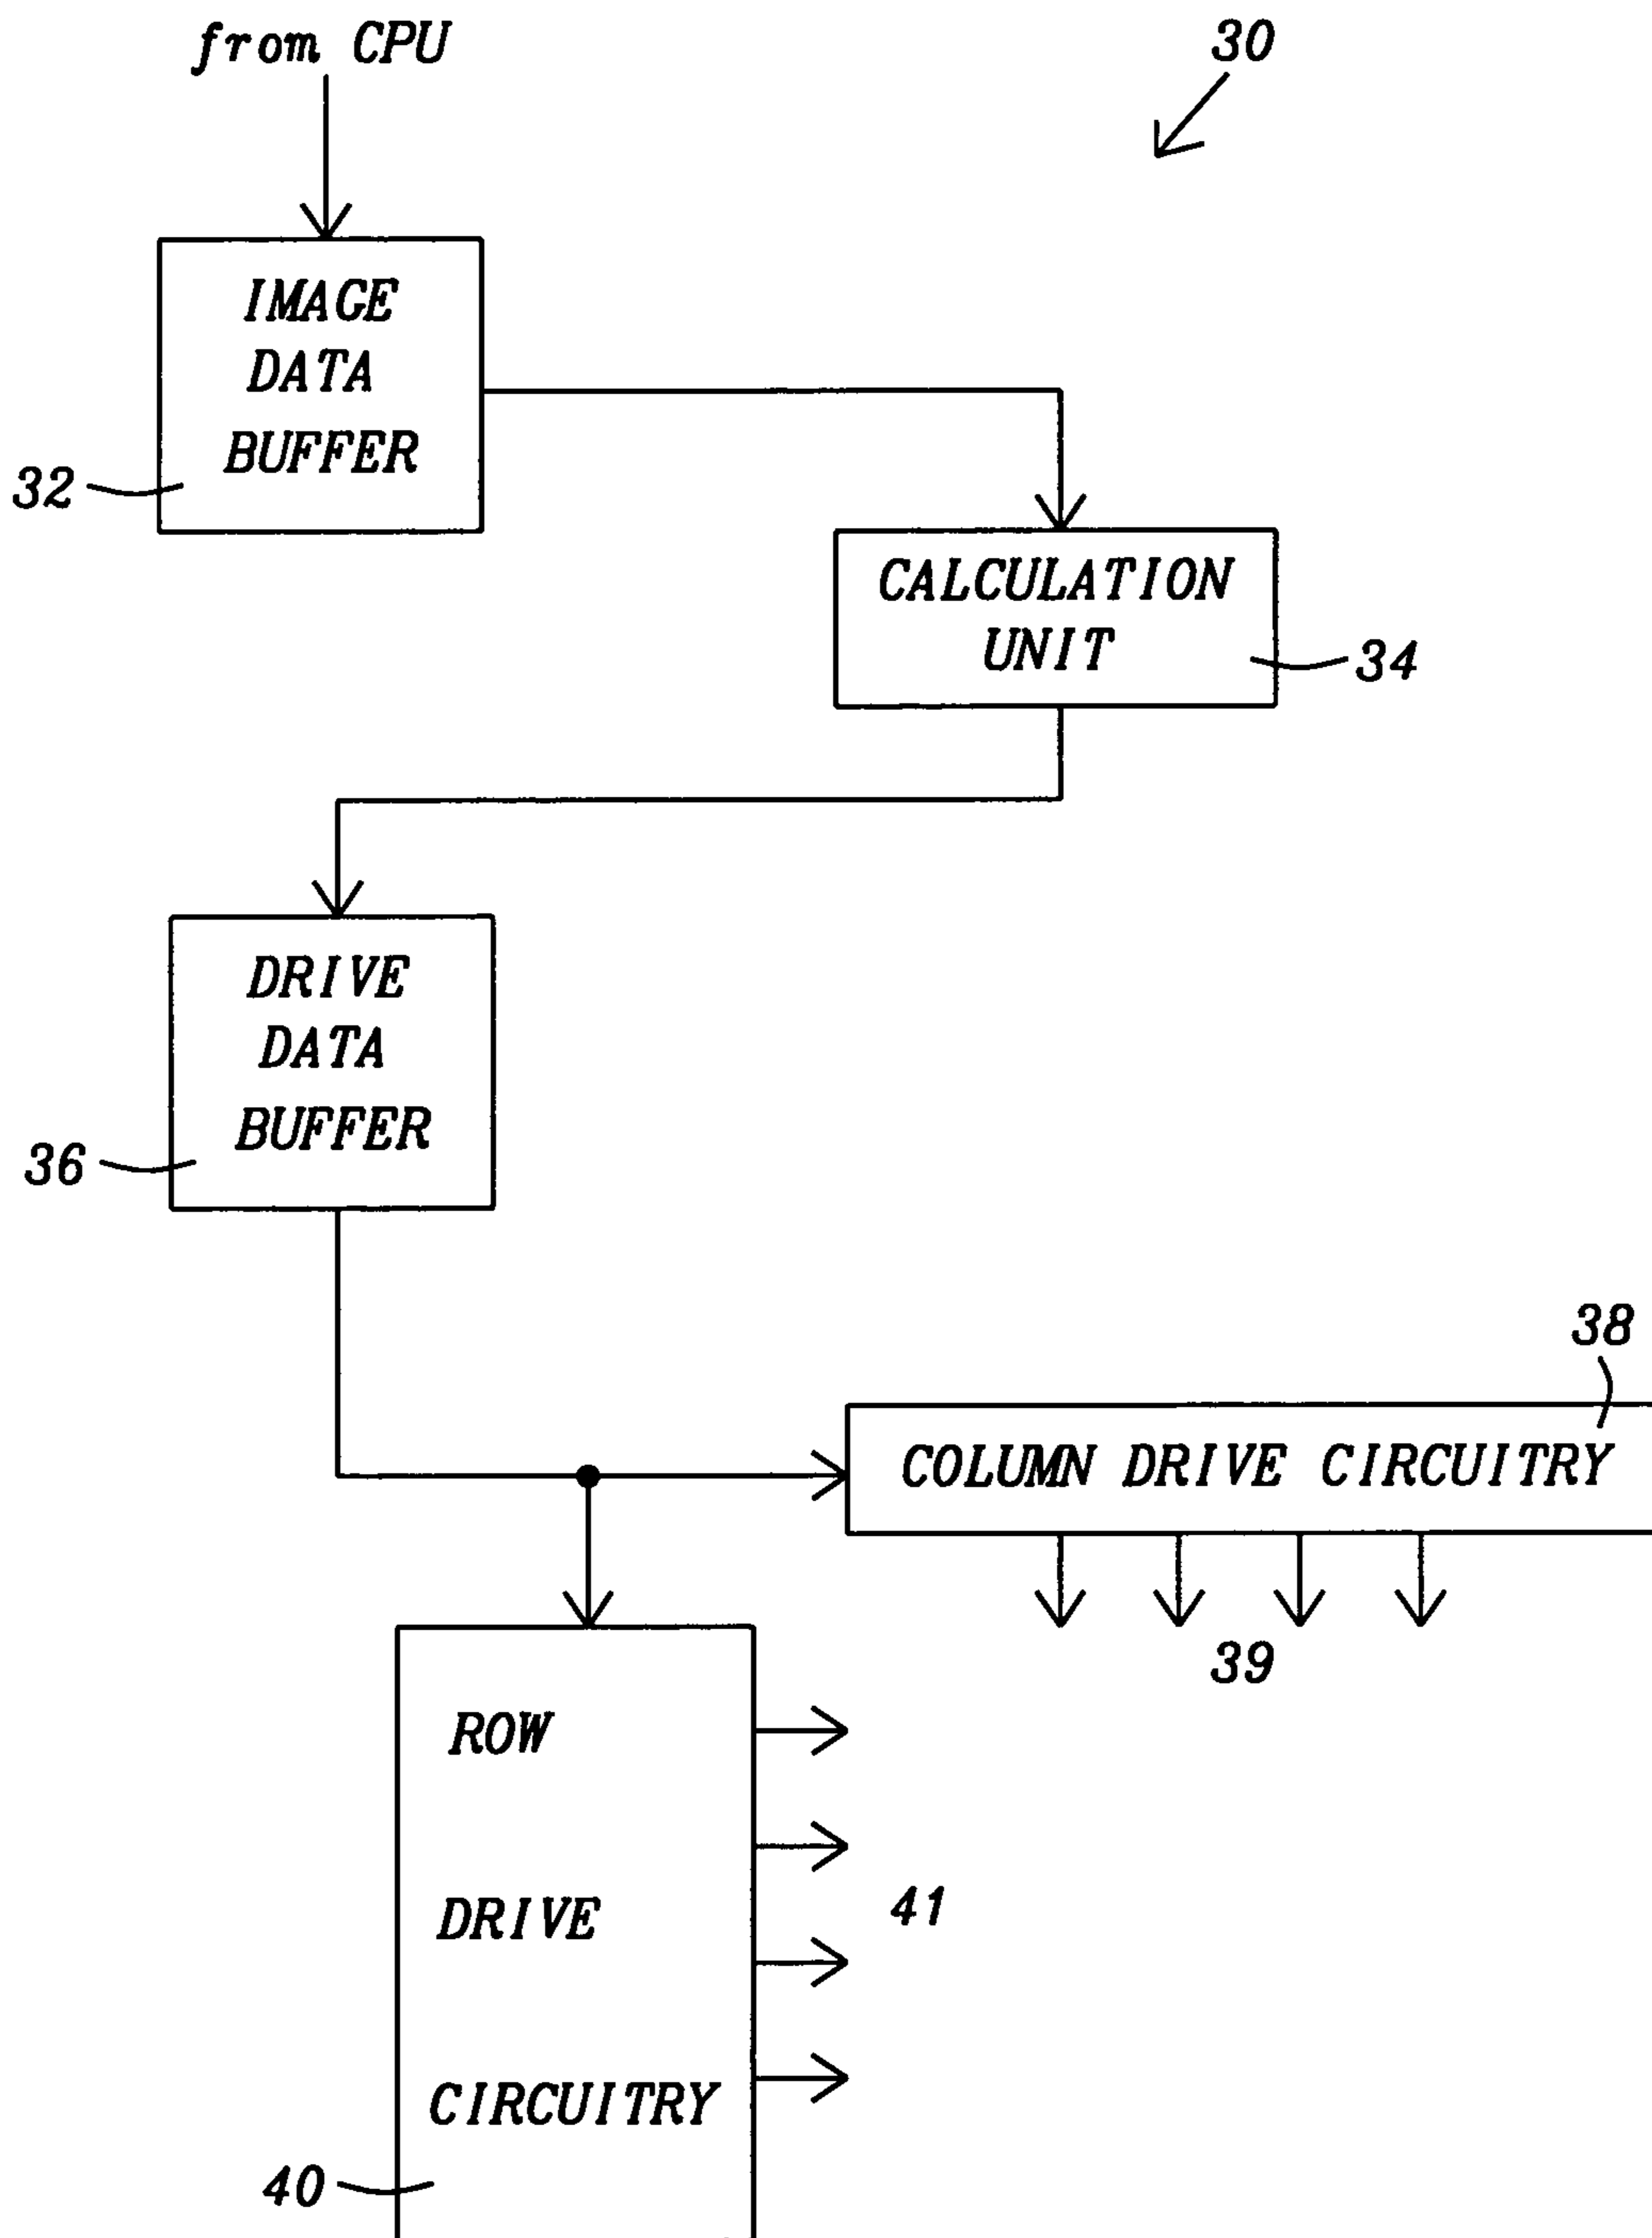 from CPU
30
IMAGE
DATA
BUFFER
32
CALCULATION
UNIT
34
DRIVE
DATA
BUFFER
36
38
COLUMN DRIVE CIRCUITRY
39
ROW
41
DRIVE
CIRCUITRY
40